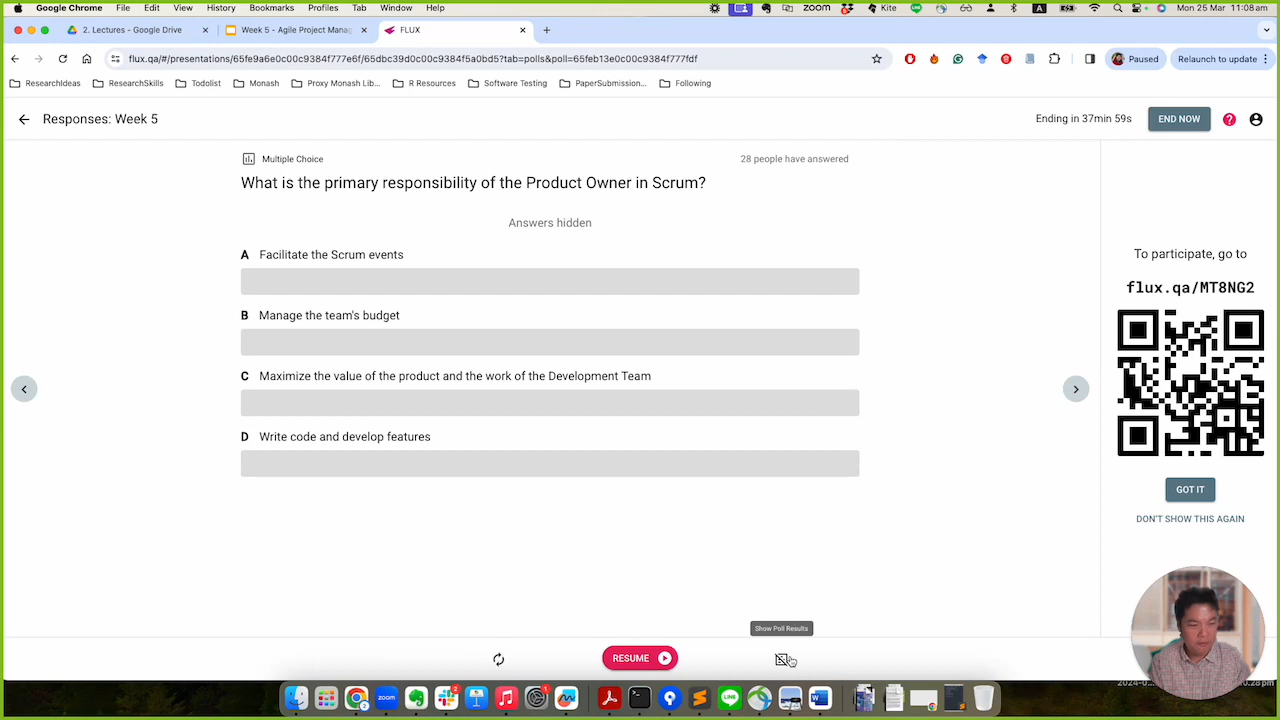 Google Chrome File Edit View History Bookmarks Profiles Tab Window Help zoom Kite A Mon 25 Mar 11:08 am
2. Lectures - Google Drive Week 5 - Agile Project Manag FLUX
flux.qa/#/presentations/65fe9a6e0c00c9384f777e6f/65dbc39d0c00c9384f5a0bd5?tab=polls&poll=65feb13e0c00c9384f777fdf Paused Relaunch to update
ResearchIdeas ResearchSkills Todolist Monash Proxy Monash Lib... R Resources Software Testing PaperSubmission... Following
Responses: Week 5 Ending in 37min 59s END NOW
Multiple Choice 28 people have answered
What is the primary responsibility of the Product Owner in Scrum?
Answers hidden
A Facilitate the Scrum events
B Manage the team's budget
C Maximize the value of the product and the work of the Development Team
D Write code and develop features
To participate, go to
flux.qa/MT8NG2
GOT IT
DON'T SHOW THIS AGAIN
Show Poll Results
RESUME
zoom